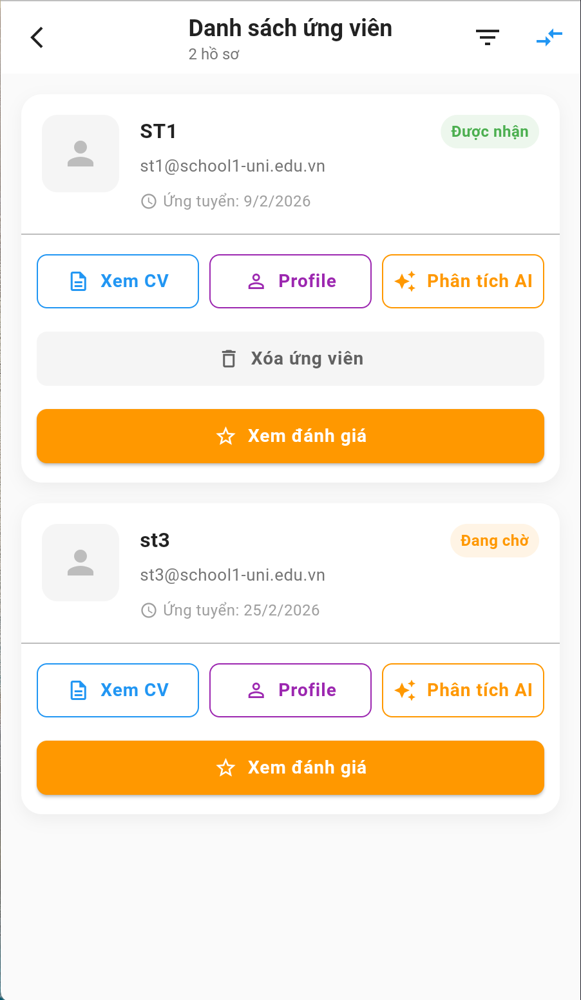 Danh sách ứng viên
2 hồ sơ
ST1
Được nhận
st1@school1-uni.edu.vn
Ứng tuyển: 9/2/2026
Xem CV
Profile
Phân tích AI
Xóa ứng viên
Xem đánh giá
st3
Đang chờ
st3@school1-uni.edu.vn
Ứng tuyển: 25/2/2026
Xem CV
Profile
Phân tích AI
Xem đánh giá